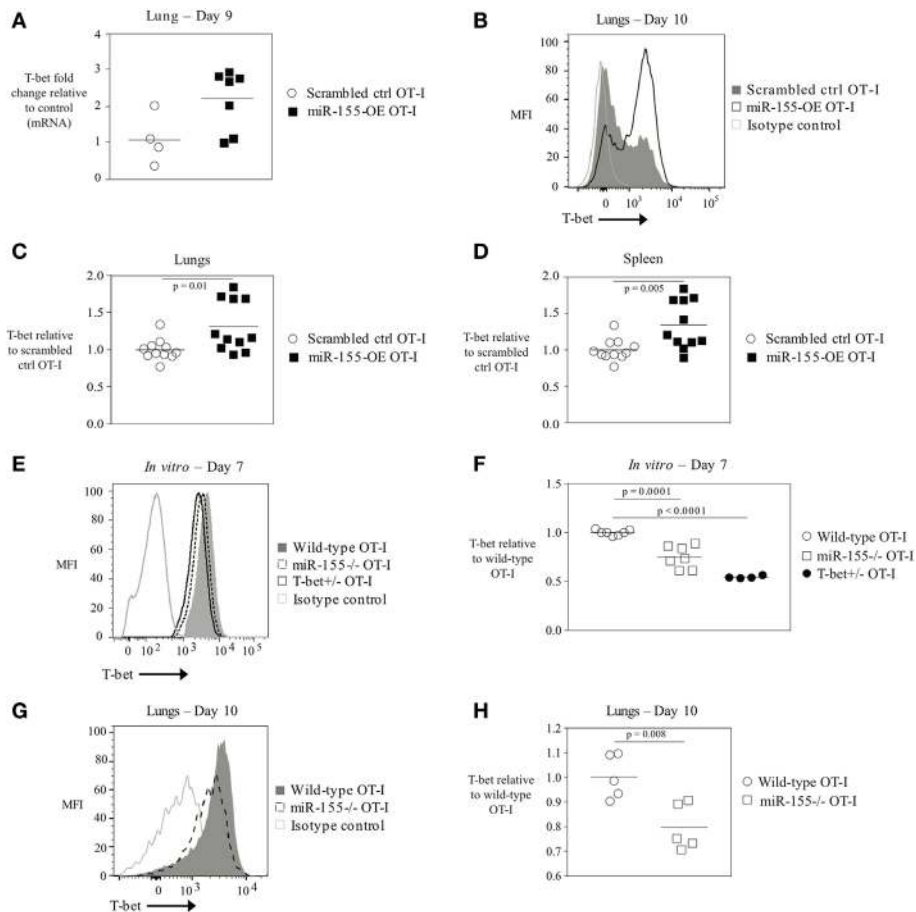 A
Lung – Day 9
T-bet fold
change relative
to control
(mRNA)
4
3
2
1
0
Scrambled ctrl OT-I
miR-155-OE OT-I
B
Lungs – Day 10
MFI
100
80
60
40
20
0
0 10³ 10⁴ 10⁵
T-bet
Scrambled ctrl OT-I
miR-155-OE OT-I
Isotype control
C
Lungs
T-bet relative
to scrambled
ctrl OT-I
2.0
1.5
1.0
0.5
0.0
p = 0.01
Scrambled ctrl OT-I
miR-155-OE OT-I
D
Spleen
T-bet relative
to scrambled
ctrl OT-I
2.0
1.5
1.0
0.5
0.0
p = 0.005
Scrambled ctrl OT-I
miR-155-OE OT-I
E
In vitro – Day 7
MFI
100
80
60
40
20
0
0 10² 10³ 10⁴ 10⁵
T-bet
Wild-type OT-I
miR-155-/- OT-I
T-bet+/- OT-I
Isotype control
F
In vitro – Day 7
T-bet relative
to wild-type
OT-I
1.5
1.0
0.5
0.0
p = 0.0001
p < 0.0001
Wild-type OT-I
miR-155-/- OT-I
T-bet+/- OT-I
G
Lungs – Day 10
MFI
100
80
60
40
20
0
0 10³ 10⁴
T-bet
Wild-type OT-I
miR-155-/- OT-I
Isotype control
H
Lungs – Day 10
T-bet relative
to wild-type
OT-I
1.2
1.1
1.0
0.9
0.8
0.7
0.6
p = 0.008
Wild-type OT-I
miR-155-/- OT-I